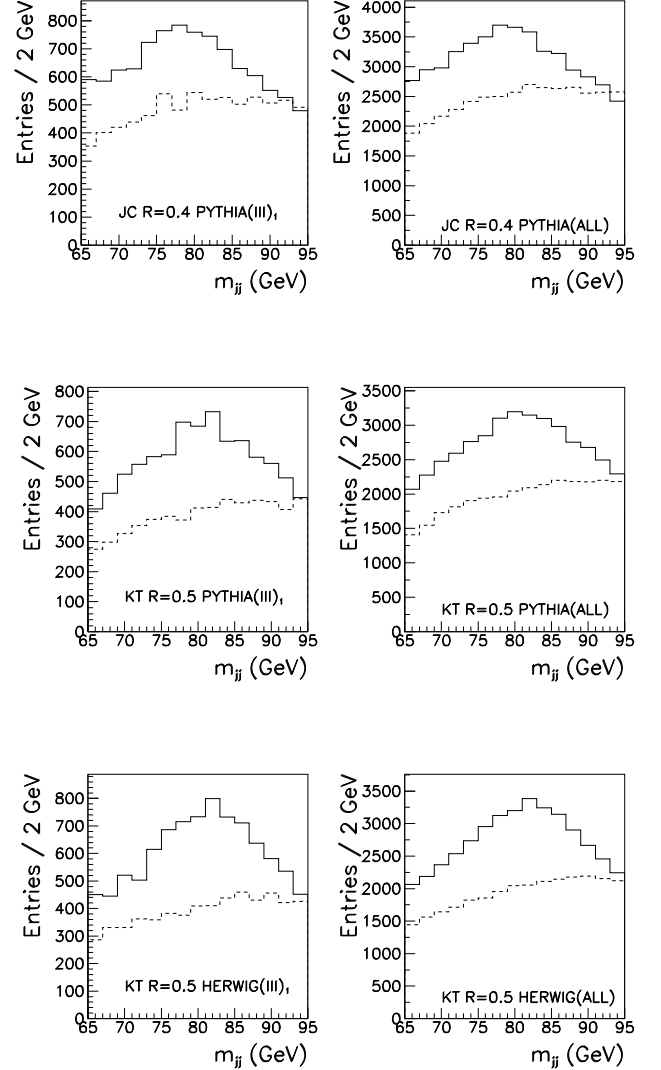 Entries / 2 GeV
800
700
600
500
400
300
200
100
0
JC R=0.4 PYTHIA(III)₁
65 70 75 80 85 90 95
m_jj (GeV)
Entries / 2 GeV
4000
3500
3000
2500
2000
1500
1000
500
0
JC R=0.4 PYTHIA(ALL)
65 70 75 80 85 90 95
m_jj (GeV)
Entries / 2 GeV
800
700
600
500
400
300
200
100
0
KT R=0.5 PYTHIA(III)₁
65 70 75 80 85 90 95
m_jj (GeV)
Entries / 2 GeV
3500
3000
2500
2000
1500
1000
500
0
KT R=0.5 PYTHIA(ALL)
65 70 75 80 85 90 95
m_jj (GeV)
Entries / 2 GeV
800
700
600
500
400
300
200
100
0
KT R=0.5 HERWIG(III)₁
65 70 75 80 85 90 95
m_jj (GeV)
Entries / 2 GeV
3500
3000
2500
2000
1500
1000
500
0
KT R=0.5 HERWIG(ALL)
65 70 75 80 85 90 95
m_jj (GeV)